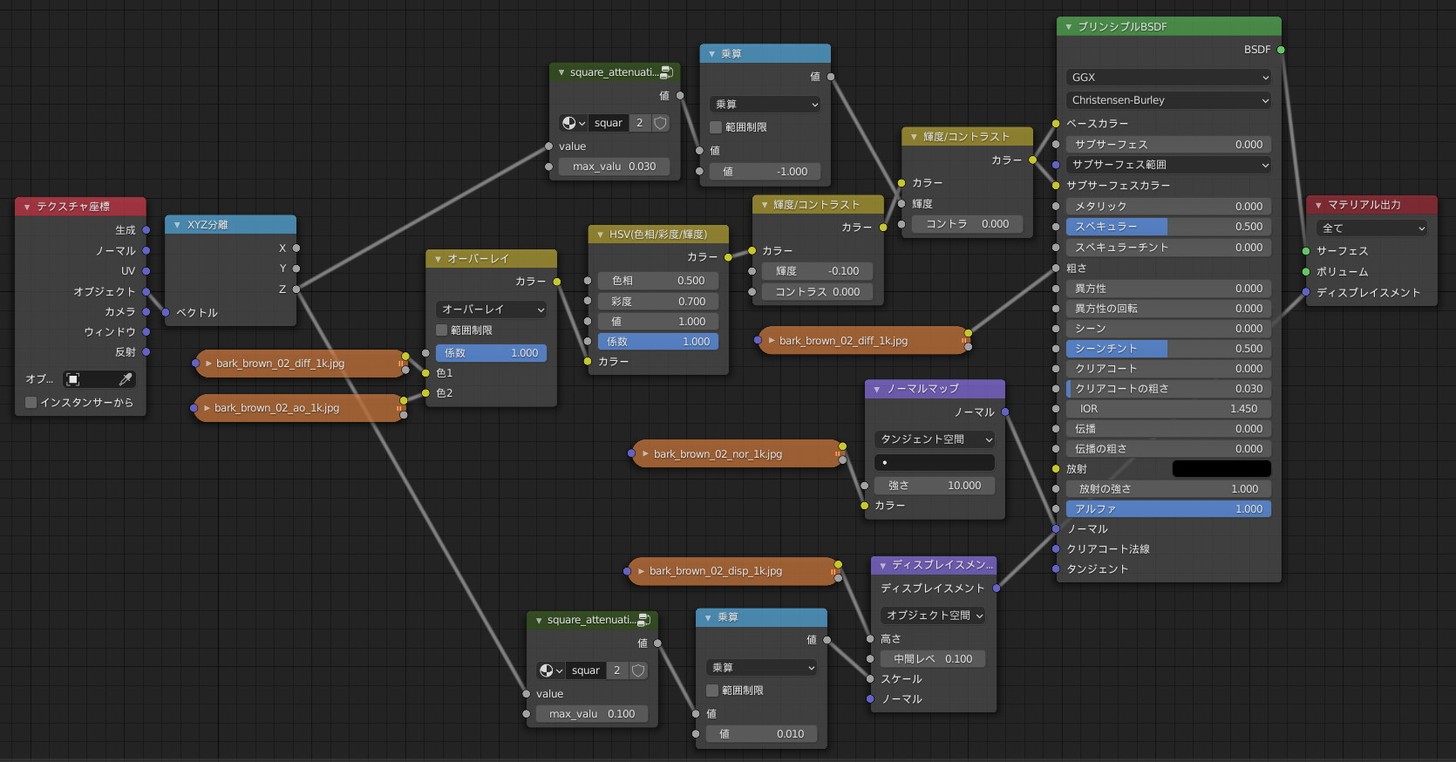 テクスチャ座標
生成
ノーマル
UV
オブジェクト
カメラ
ウィンドウ
反射
オブ...
インスタンサーから
XYZ分離
X
Y
Z
ベクトル
bark_brown_02_diff_1k.jpg
bark_brown_02_ao_1k.jpg
オーバーレイ
カラー
オーバーレイ
範囲制限
係数 1.000
色1
色2
square_attenuati...
値
squar 2
value
max_valu 0.030
乗算
値
乗算
範囲制限
値
値 -1.000
HSV(色相/彩度/輝度)
カラー
色相 0.500
彩度 0.700
値 1.000
係数 1.000
カラー
輝度/コントラスト
カラー
カラー
輝度 -0.100
コントラス 0.000
輝度/コントラスト
カラー
カラー
輝度
コントラ 0.000
bark_brown_02_diff_1k.jpg
bark_brown_02_nor_1k.jpg
ノーマルマップ
ノーマル
タンジェント空間
強さ 10.000
カラー
bark_brown_02_disp_1k.jpg
square_attenuati...
値
squar 2
value
max_valu 0.100
乗算
値
乗算
範囲制限
値
値 0.010
ディスプレイスメン...
ディスプレイスメント
オブジェクト空間
高さ
中間レベ 0.100
スケール
ノーマル
プリンシプルBSDF
BSDF
GGX
Christensen-Burley
ベースカラー
サブサーフェス 0.000
サブサーフェス範囲
サブサーフェスカラー
メタリック 0.000
スペキュラー 0.500
スペキュラーチント 0.000
粗さ
異方性 0.000
異方性の回転 0.000
シーン 0.000
シーンチント 0.500
クリアコート 0.000
クリアコートの粗さ 0.030
IOR 1.450
伝播 0.000
伝播の粗さ 0.000
放射
放射の強さ 1.000
アルファ 1.000
ノーマル
クリアコート法線
タンジェント
マテリアル出力
全て
サーフェス
ボリューム
ディスプレイスメント